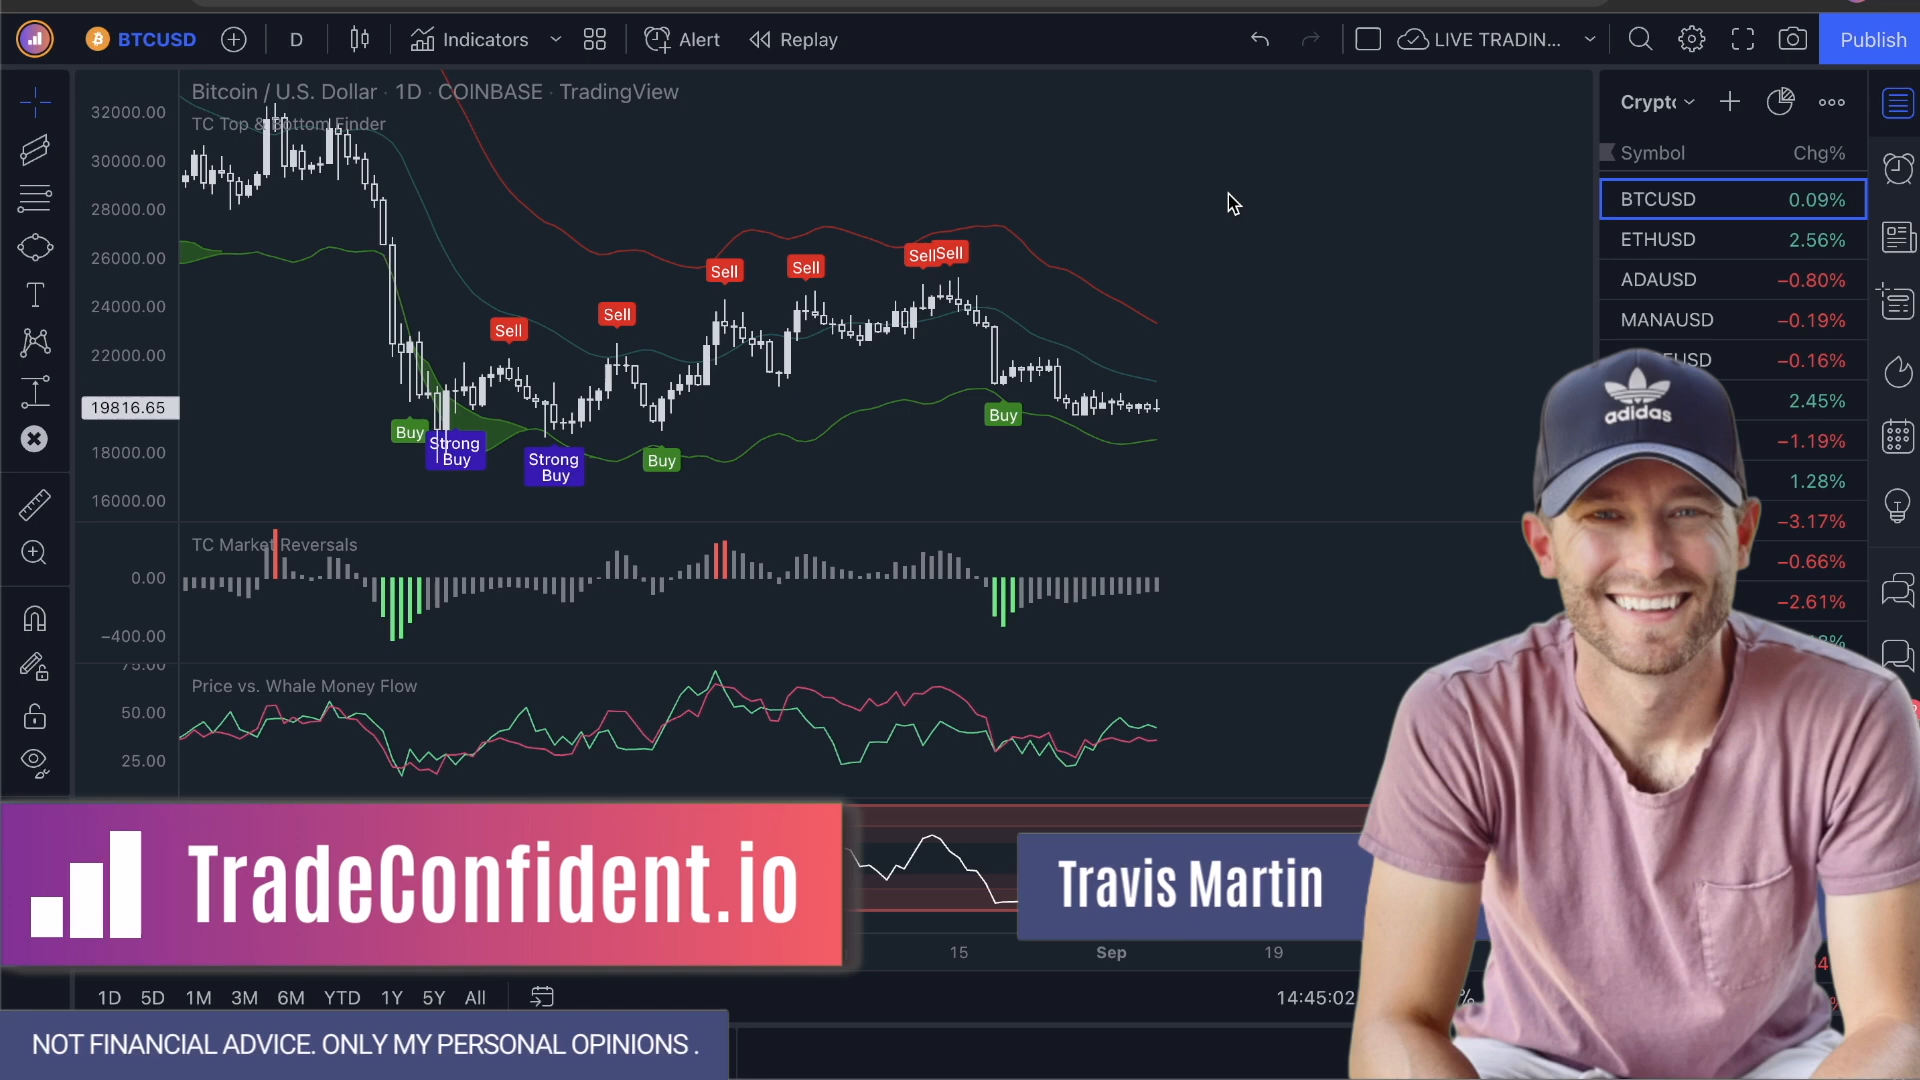 BTCUSD
D
Indicators
Alert
Replay
LIVE TRADIN...
Publish
Bitcoin / U.S. Dollar · 1D · COINBASE · TradingView
TC Top & Bottom Finder
32000.00
30000.00
28000.00
26000.00
24000.00
22000.00
19816.65
18000.00
16000.00
Sell
Sell
Sell
Sell
Sell
Sell
Buy
Strong
Buy
Strong
Buy
Buy
Buy
TC Market Reversals
0.00
−400.00
Price vs. Whale Money Flow
75.00
50.00
25.00
Crypto
Symbol Chg%
BTCUSD 0.09%
ETHUSD 2.56%
ADAUSD −0.80%
MANAUSD −0.19%
−0.16%
2.45%
−1.19%
1.28%
−3.17%
−0.66%
−2.61%
adidas
TradeConfident.io
Travis Martin
15 Sep 19
1D 5D 1M 3M 6M YTD 1Y 5Y All
14:45:02
%
NOT FINANCIAL ADVICE. ONLY MY PERSONAL OPINIONS .